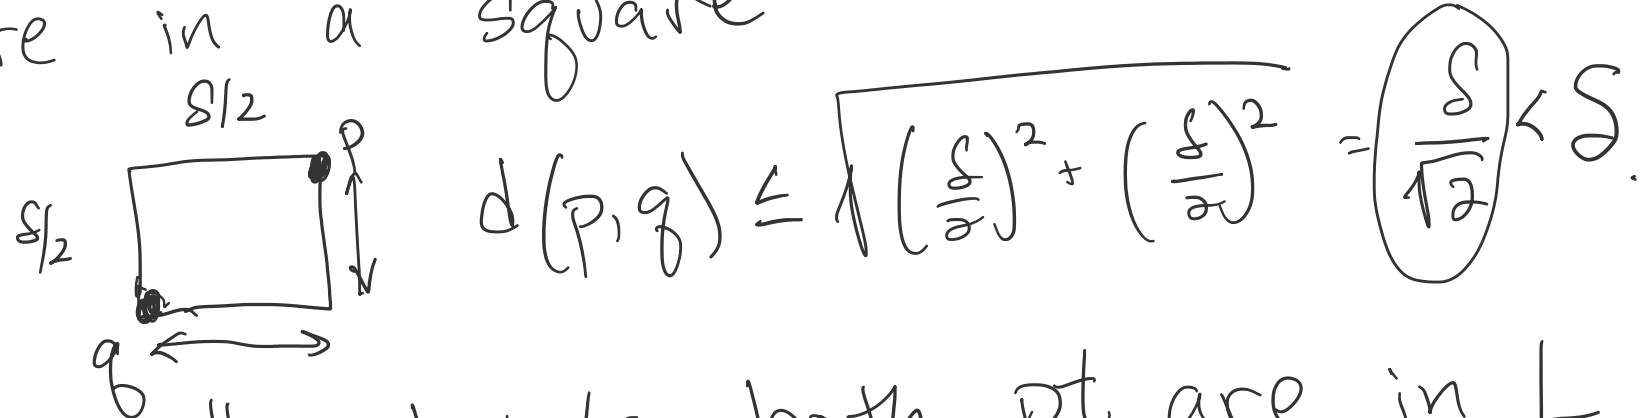 in a square
δ/2
p
δ/2
d(p,q) ≤ √((δ/2)² + (δ/2)²) = δ/√2 < δ.
q
both pt are in L